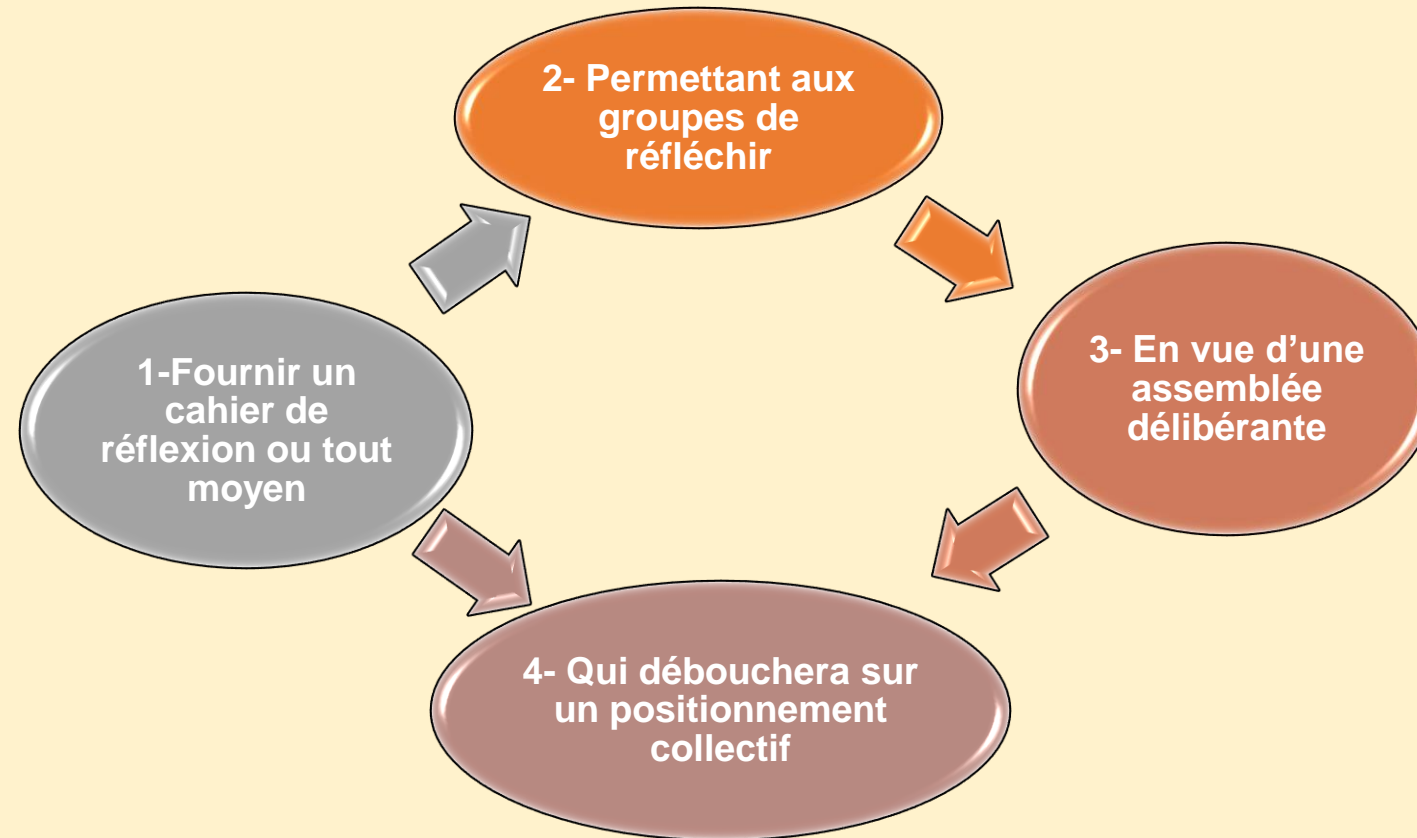 1-Fournir un
cahier de
réflexion ou tout
moyen
2- Permettant aux
groupes de
réfléchir
3- En vue d’une
assemblée
délibérante
4- Qui débouchera sur
un positionnement
collectif